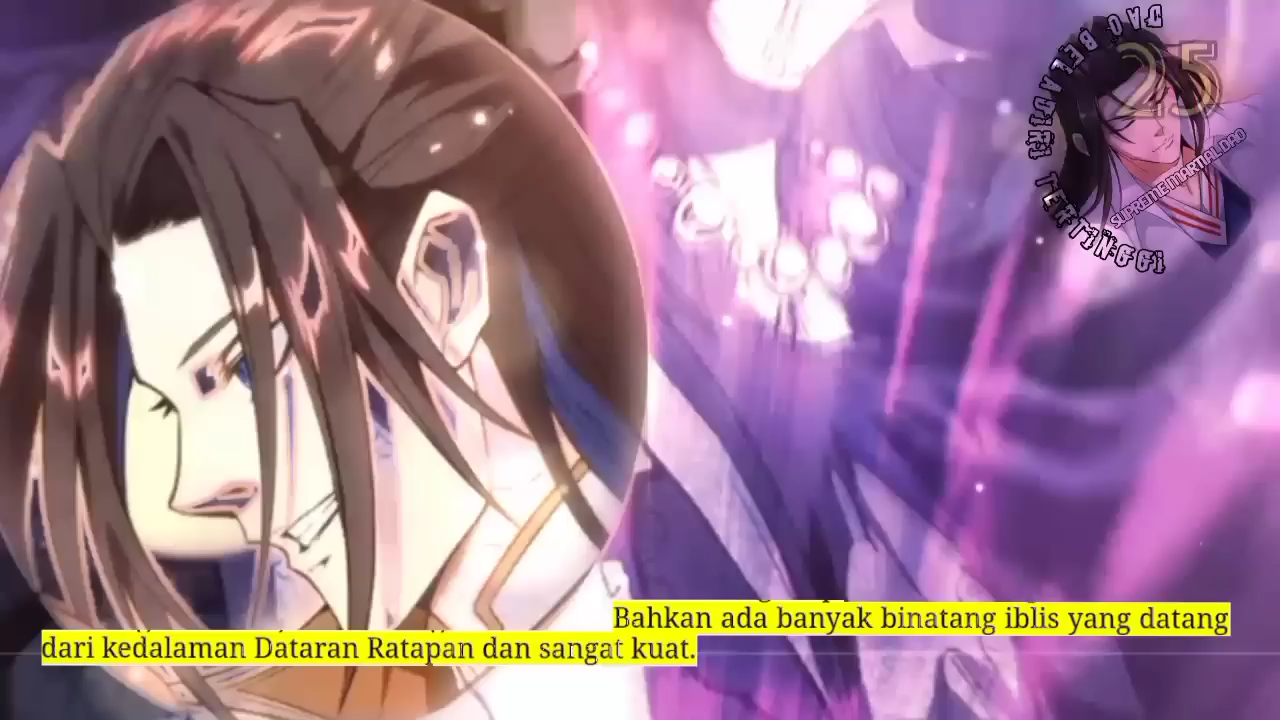 DAO BELADIRI TERTINGGI
25
SUPREME MARTIAL DAO
Bahkan ada banyak binatang iblis yang datang
dari kedalaman Dataran Ratapan dan sangat kuat.